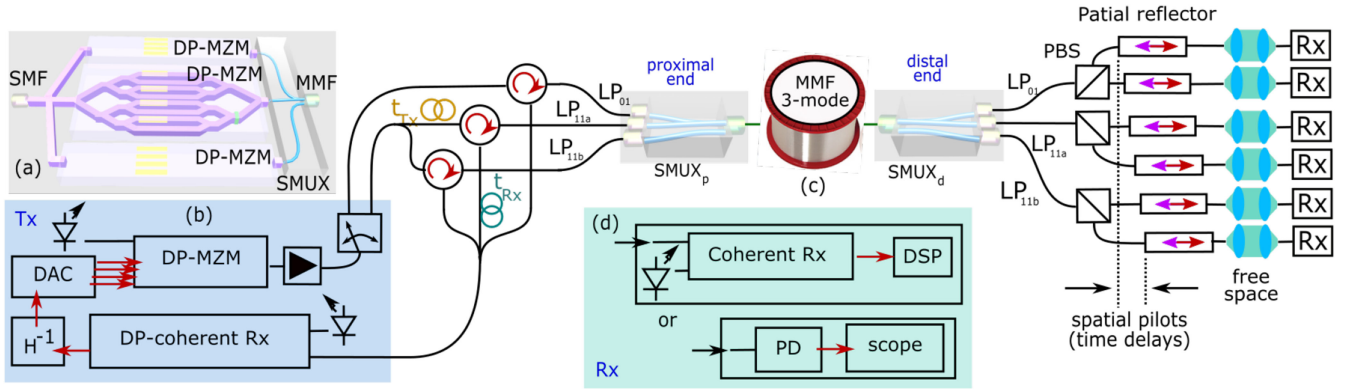 SMF
DP-MZM
DP-MZM
DP-MZM
MMF
SMUX
(a)
Tx
(b)
DP-MZM
DAC
H-1
DP-coherent Rx
tTx
tRx
LP01
LP11a
LP11b
proximal
end
SMUXp
MMF
3-mode
(c)
distal
end
SMUXd
LP01
LP11a
LP11b
PBS
Patial reflector
Rx
Rx
Rx
Rx
Rx
Rx
free
space
spatial pilots
(time delays)
(d)
Coherent Rx
DSP
or
PD
scope
Rx